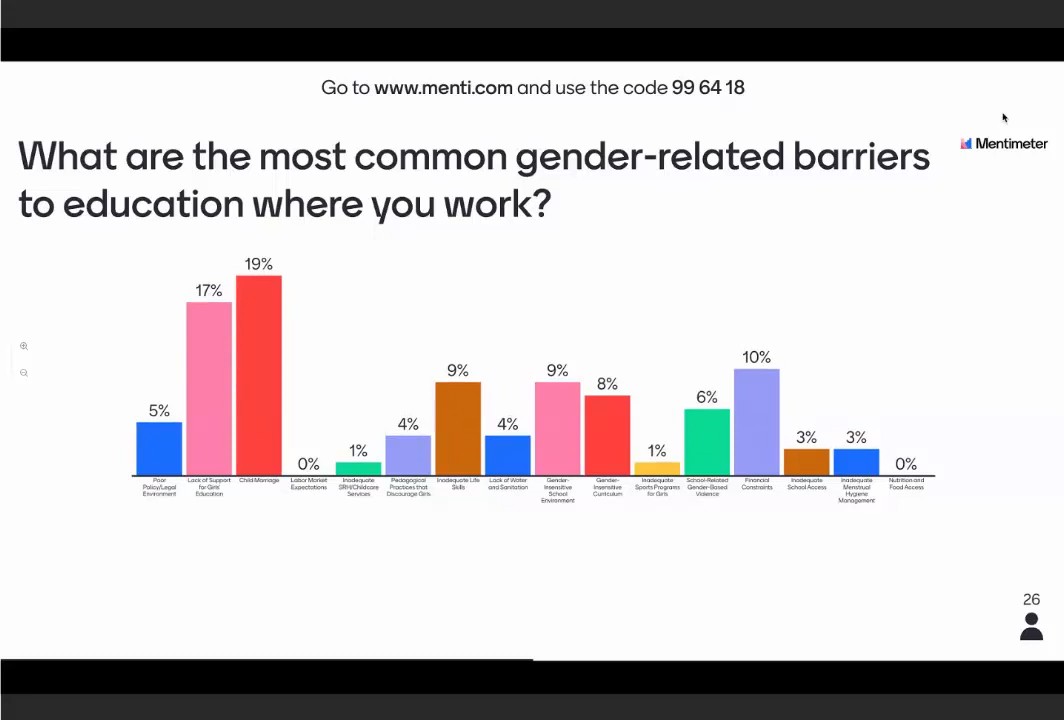 Go to www.menti.com and use the code 99 64 18
Mentimeter
What are the most common gender-related barriers
to education where you work?
19%
17%
10%
9%
9%
8%
6%
5%
4%
4%
3%
3%
1%
1%
0%
0%
Poor
Policy/Legal
Environment
Lack of Support
for Girls'
Education
Child Marriage
Labor Market
Expectations
Inadequate
SRH/Childcare
Services
Pedagogical
Practices that
Discourage Girls
Inadequate Life
Skills
Lack of Water
and Sanitation
Gender-
Insensitive
School
Environment
Gender-
Insensitive
Curriculum
Inadequate
Sports Programs
for Girls
School-Related
Gender-Based
Violence
Financial
Constraints
Inadequate
School Access
Inadequate
Menstrual
Hygiene
Management
Nutrition and
Food Access
26